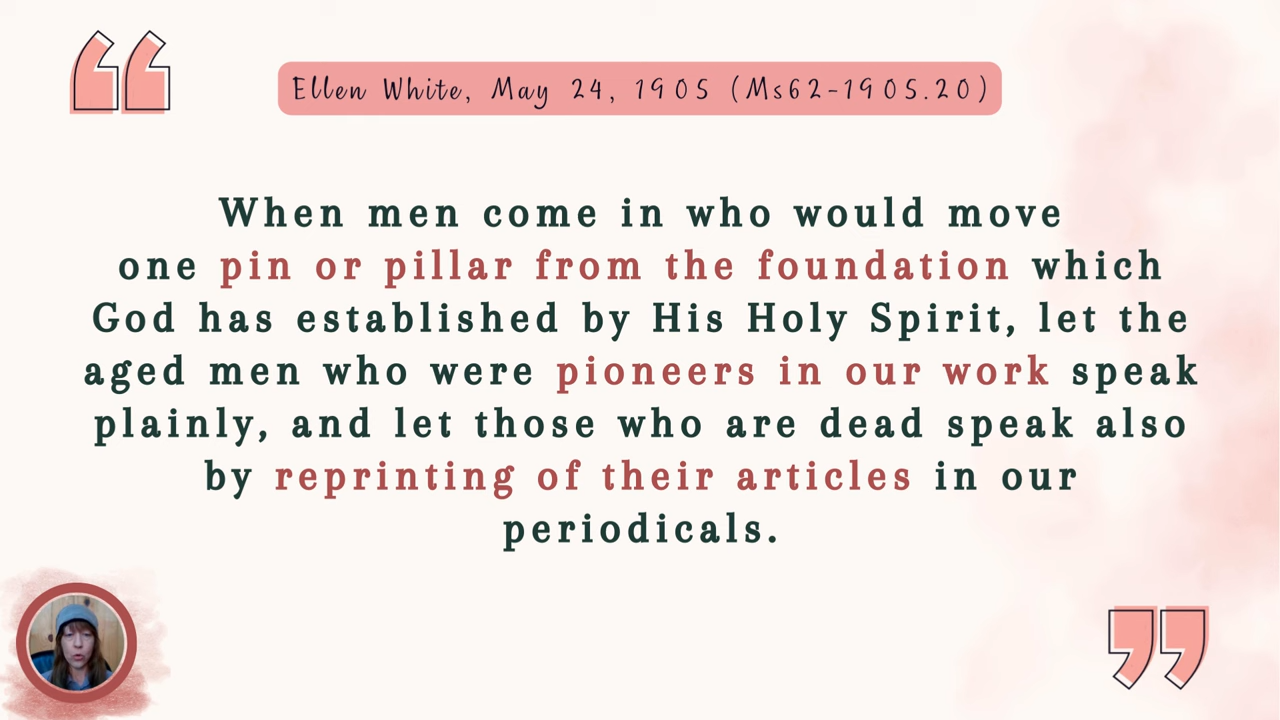 Ellen White, May 24, 1905 (Ms62-1905.20)
When men come in who would move
one pin or pillar from the foundation which
God has established by His Holy Spirit, let the
aged men who were pioneers in our work speak
plainly, and let those who are dead speak also
by reprinting of their articles in our
periodicals.